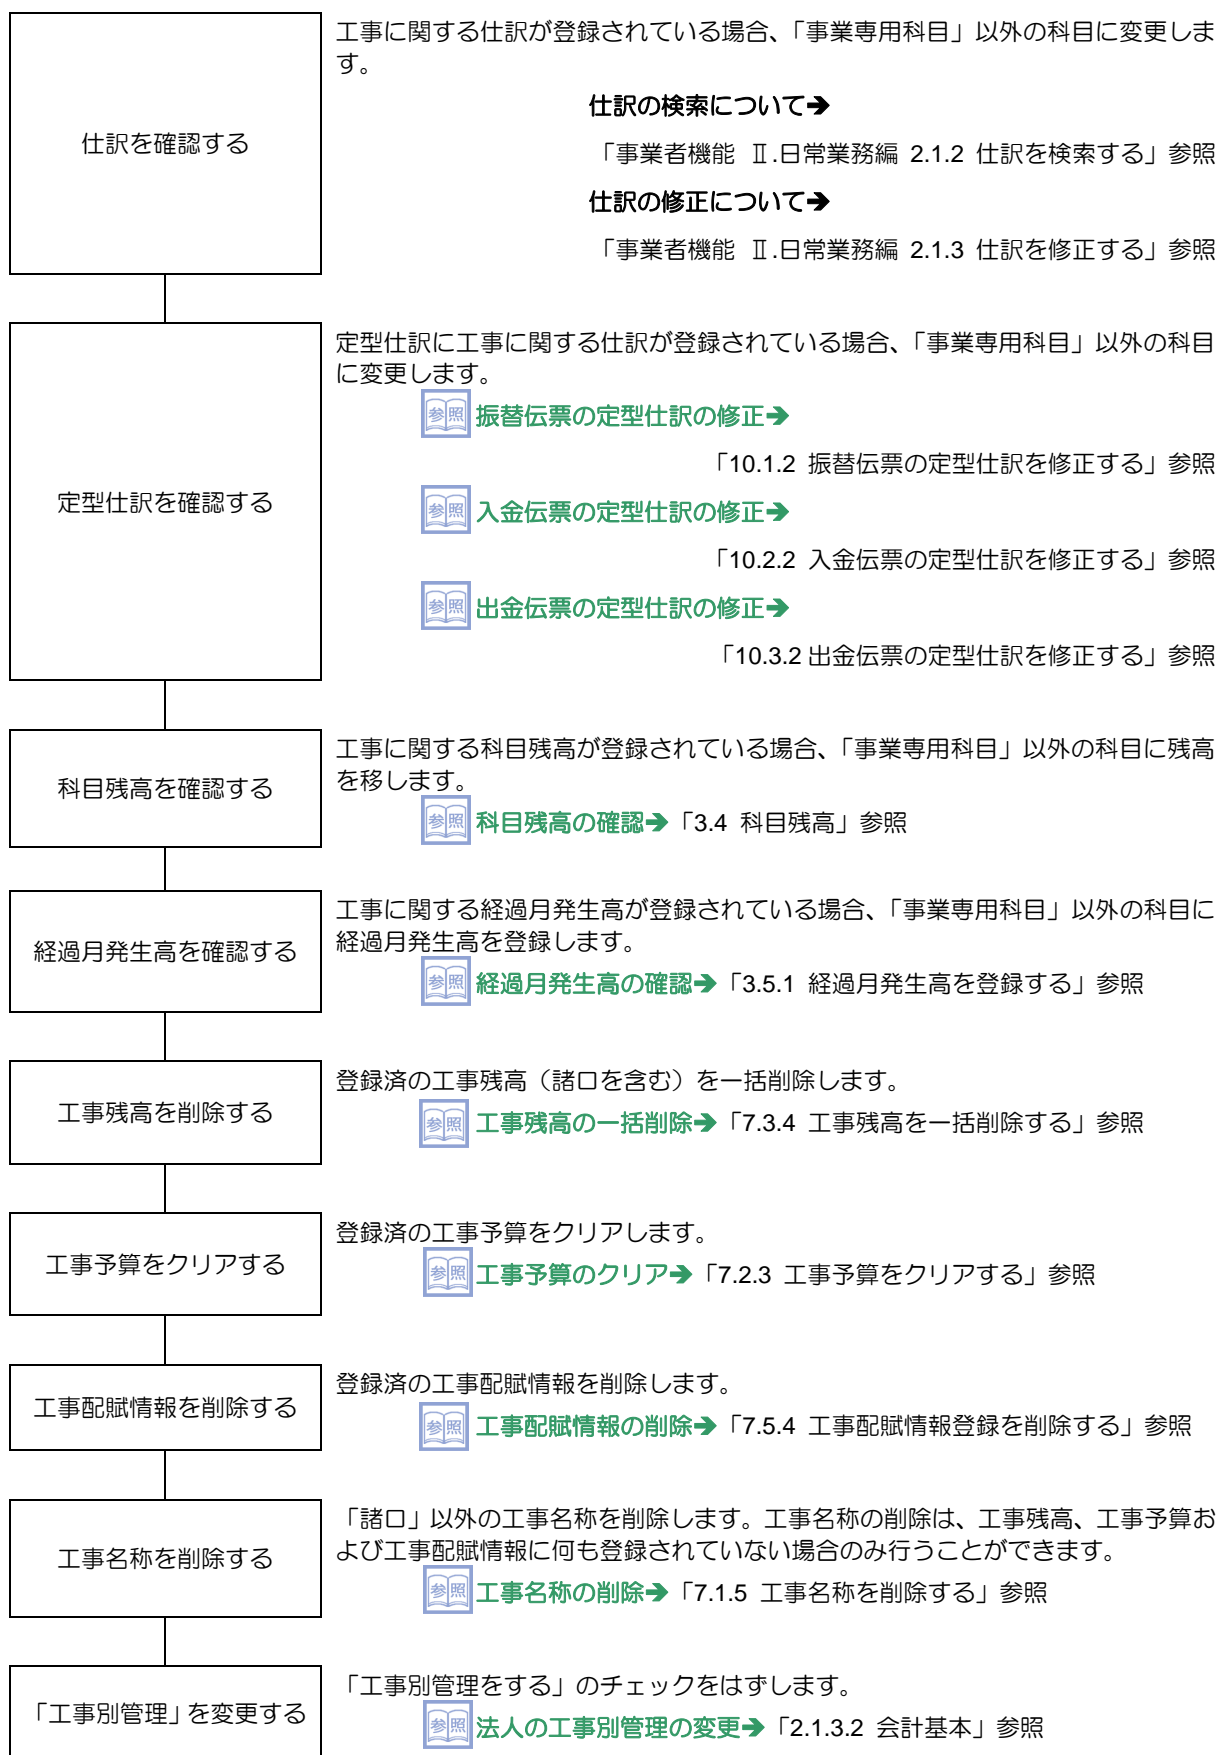 仕訳を確認する
工事に関する仕訳が登録されている場合、「事業専用科目」以外の科目に変更しま
す。
仕訳の検索について➔
「事業者機能 Ⅱ.日常業務編 2.1.2 仕訳を検索する」参照
仕訳の修正について➔
「事業者機能 Ⅱ.日常業務編 2.1.3 仕訳を修正する」参照
定型仕訳を確認する
定型仕訳に工事に関する仕訳が登録されている場合、「事業専用科目」以外の科目
に変更します。
参照 振替伝票の定型仕訳の修正➔
「10.1.2 振替伝票の定型仕訳を修正する」参照
参照 入金伝票の定型仕訳の修正➔
「10.2.2 入金伝票の定型仕訳を修正する」参照
参照 出金伝票の定型仕訳の修正➔
「10.3.2 出金伝票の定型仕訳を修正する」参照
科目残高を確認する
工事に関する科目残高が登録されている場合、「事業専用科目」以外の科目に残高
を移します。
参照 科目残高の確認➔「3.4 科目残高」参照
経過月発生高を確認する
工事に関する経過月発生高が登録されている場合、「事業専用科目」以外の科目に
経過月発生高を登録します。
参照 経過月発生高の確認➔「3.5.1 経過月発生高を登録する」参照
工事残高を削除する
登録済の工事残高（諸口を含む）を一括削除します。
参照 工事残高の一括削除➔「7.3.4 工事残高を一括削除する」参照
工事予算をクリアする
登録済の工事予算をクリアします。
参照 工事予算のクリア➔「7.2.3 工事予算をクリアする」参照
工事配賦情報を削除する
登録済の工事配賦情報を削除します。
参照 工事配賦情報の削除➔「7.5.4 工事配賦情報登録を削除する」参照
工事名称を削除する
「諸口」以外の工事名称を削除します。工事名称の削除は、工事残高、工事予算お
よび工事配賦情報に何も登録されていない場合のみ行うことができます。
参照 工事名称の削除➔「7.1.5 工事名称を削除する」参照
「工事別管理」を変更する
「工事別管理をする」のチェックをはずします。
参照 法人の工事別管理の変更➔「2.1.3.2 会計基本」参照